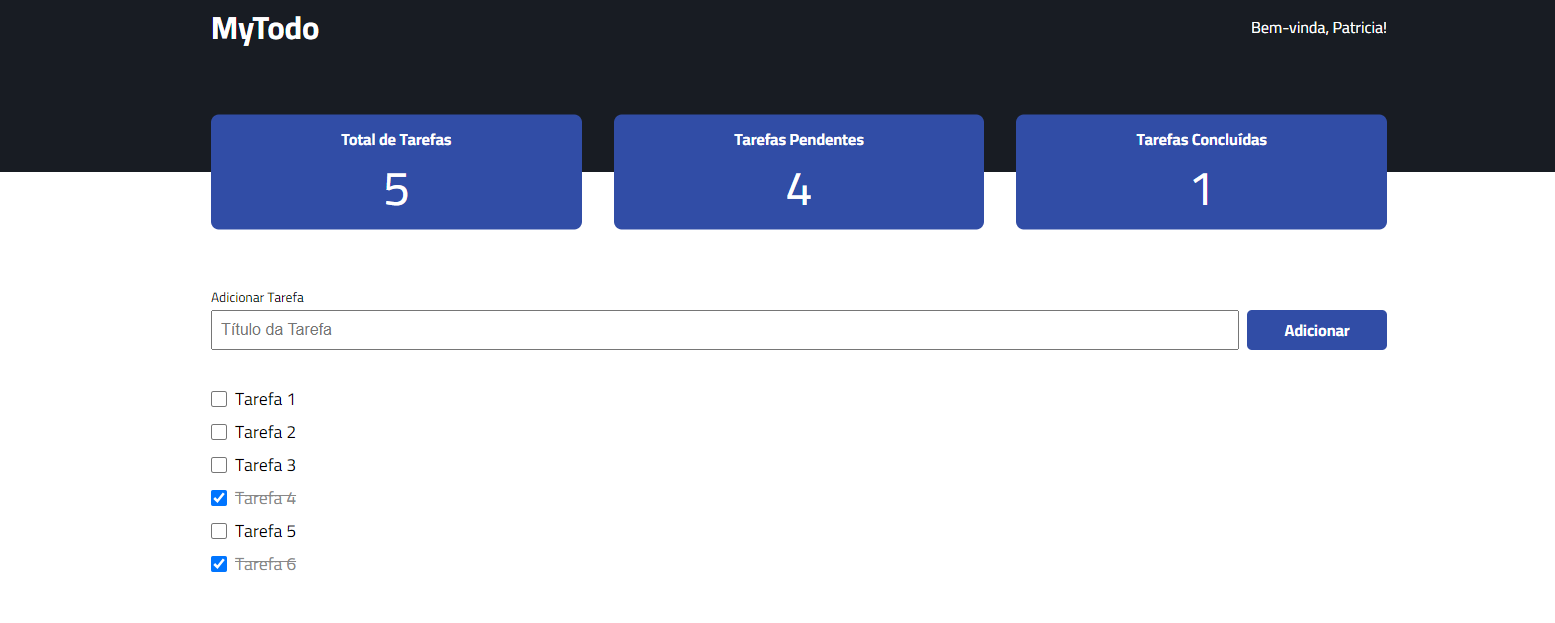 MyTodo
Bem-vinda, Patricia!
Total de Tarefas
5
Tarefas Pendentes
4
Tarefas Concluídas
1
Adicionar Tarefa
Título da Tarefa
Adicionar
Tarefa 1
Tarefa 2
Tarefa 3
Tarefa 4
Tarefa 5
Tarefa 6